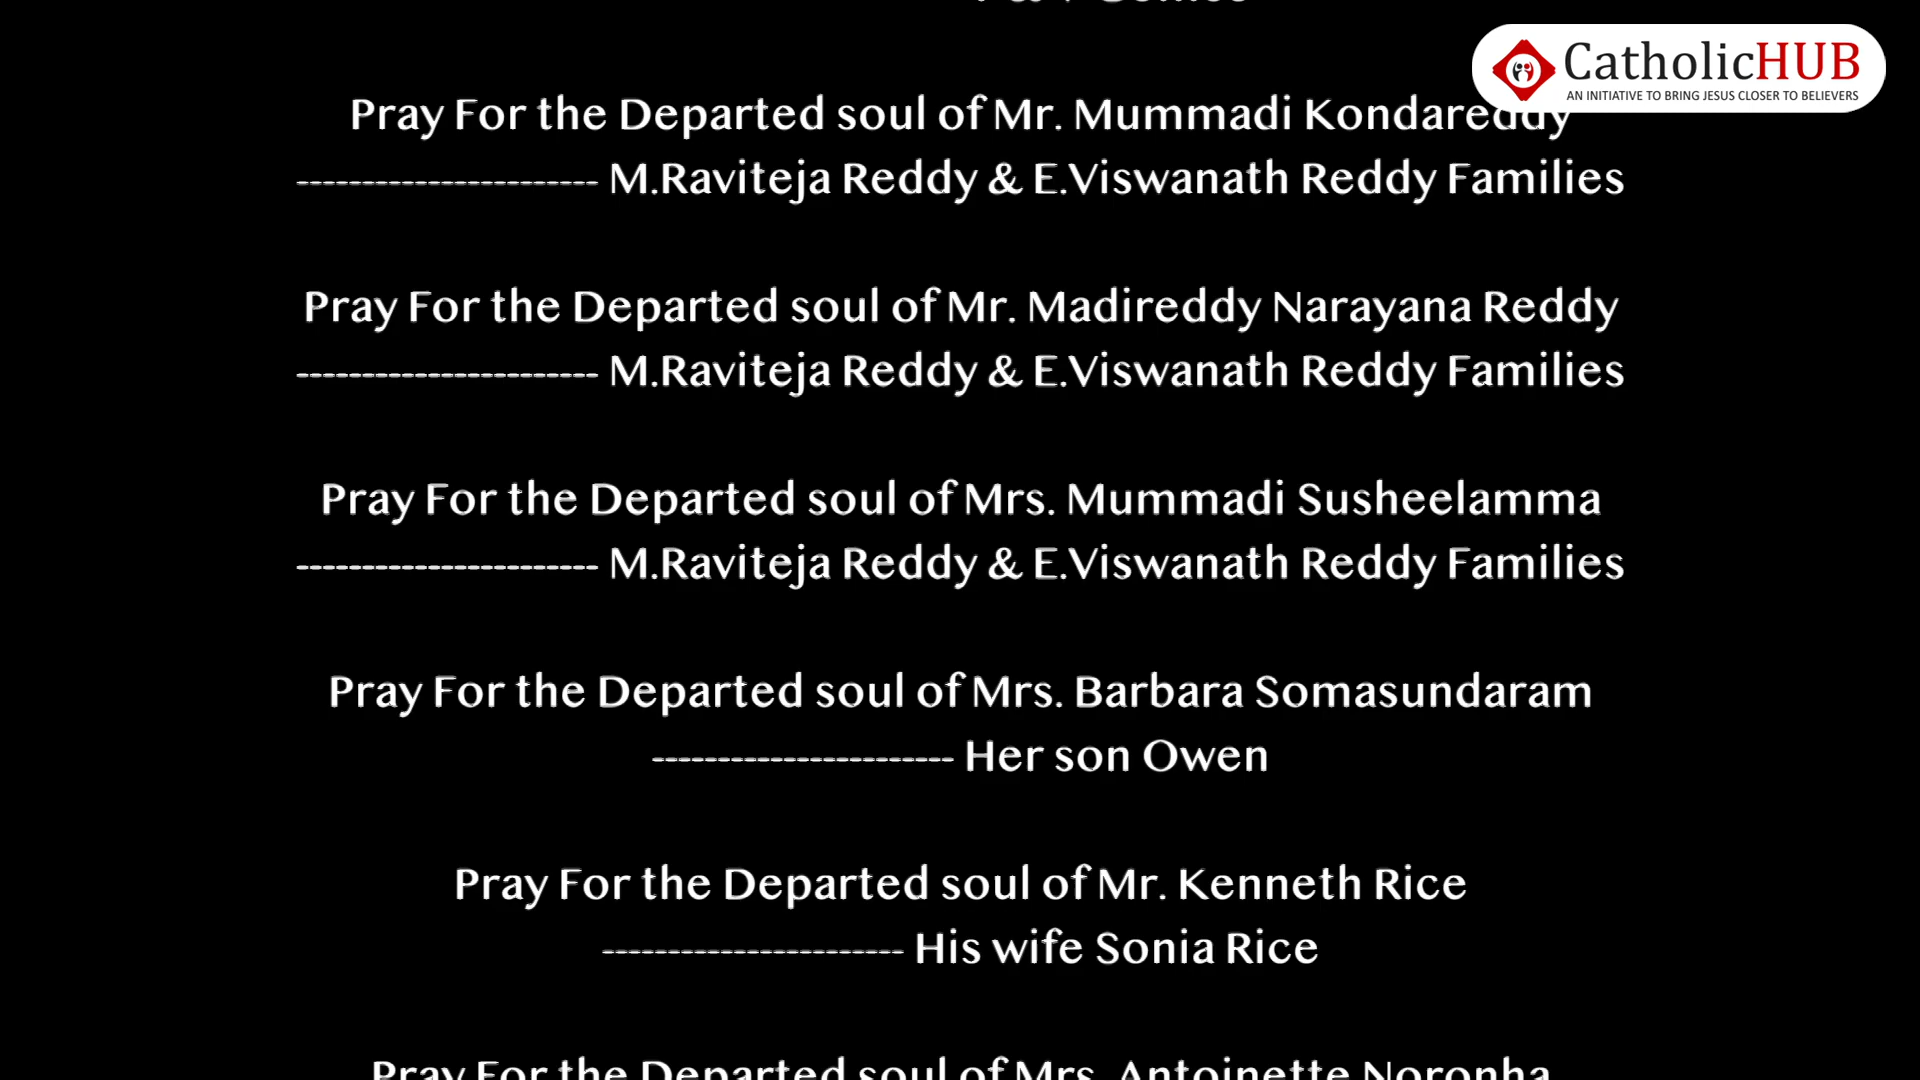 CatholicHUB
AN INITIATIVE TO BRING JESUS CLOSER TO BELIEVERS
Pray For the Departed soul of Mr. Mummadi Kondareddy
----------------------- M.Raviteja Reddy & E.Viswanath Reddy Families
Pray For the Departed soul of Mr. Madireddy Narayana Reddy
----------------------- M.Raviteja Reddy & E.Viswanath Reddy Families
Pray For the Departed soul of Mrs. Mummadi Susheelamma
----------------------- M.Raviteja Reddy & E.Viswanath Reddy Families
Pray For the Departed soul of Mrs. Barbara Somasundaram
----------------------- Her son Owen
Pray For the Departed soul of Mr. Kenneth Rice
----------------------- His wife Sonia Rice
Pray For the Departed soul of Mrs. Antoinette Noronha